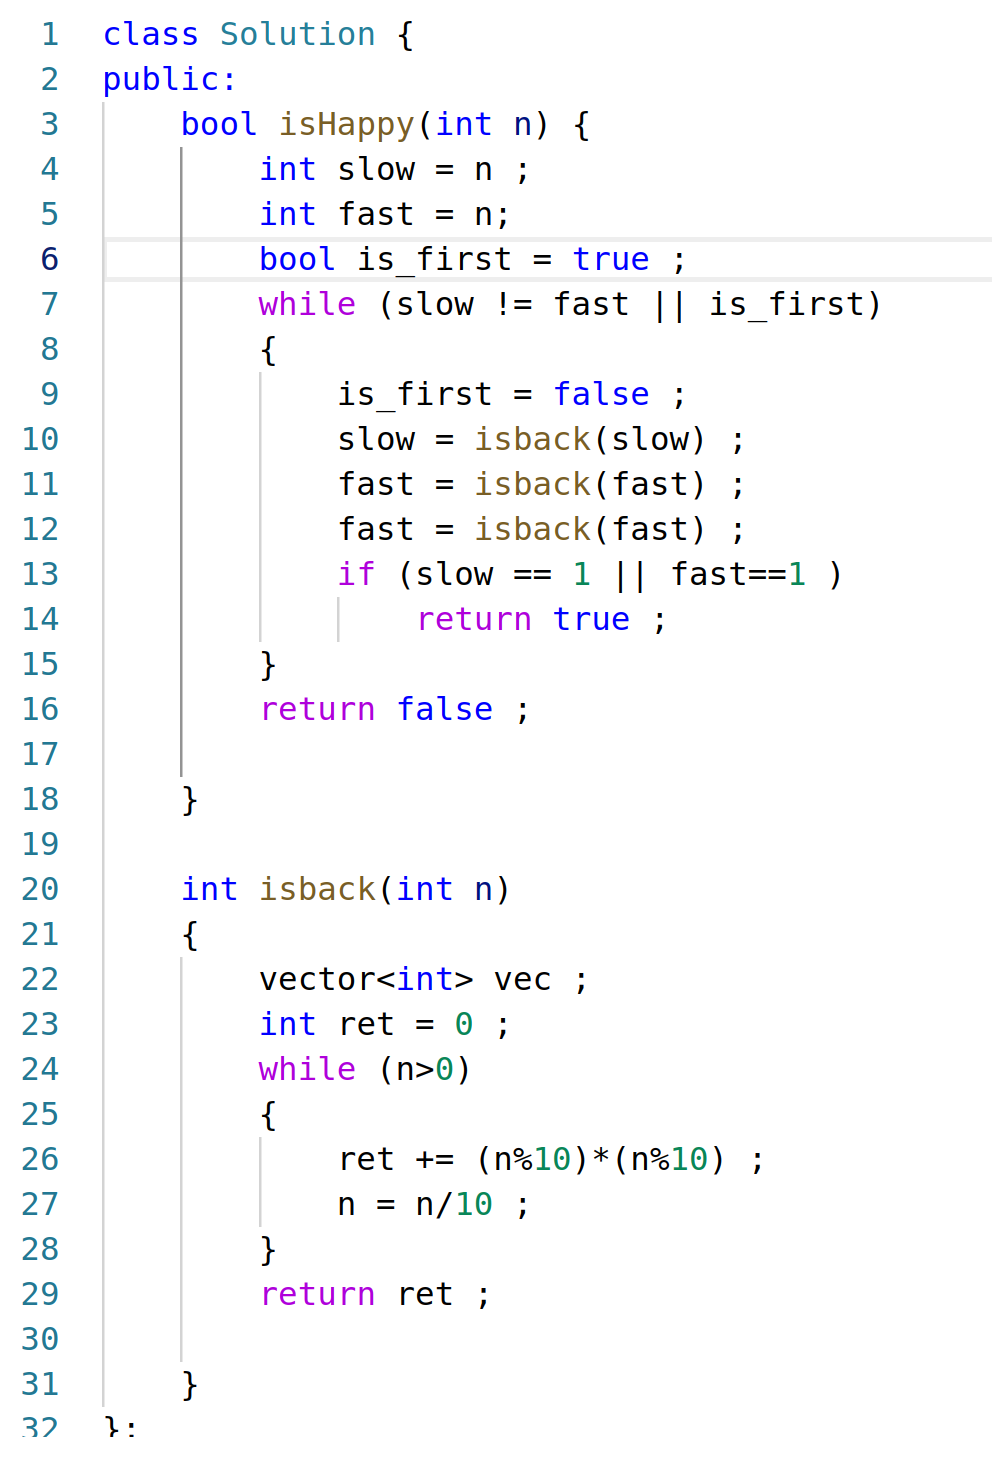 1 class Solution {
2 public:
3     bool isHappy(int n) {
4         int slow = n ;
5         int fast = n;
6         bool is_first = true ;
7         while (slow != fast || is_first)
8         {
9             is_first = false ;
10             slow = isback(slow) ;
11             fast = isback(fast) ;
12             fast = isback(fast) ;
13             if (slow == 1 || fast==1 )
14                 return true ;
15         }
16         return false ;
17
18     }
19
20     int isback(int n)
21     {
22         vector<int> vec ;
23         int ret = 0 ;
24         while (n>0)
25         {
26             ret += (n%10)*(n%10) ;
27             n = n/10 ;
28         }
29         return ret ;
30
31     }
32 };